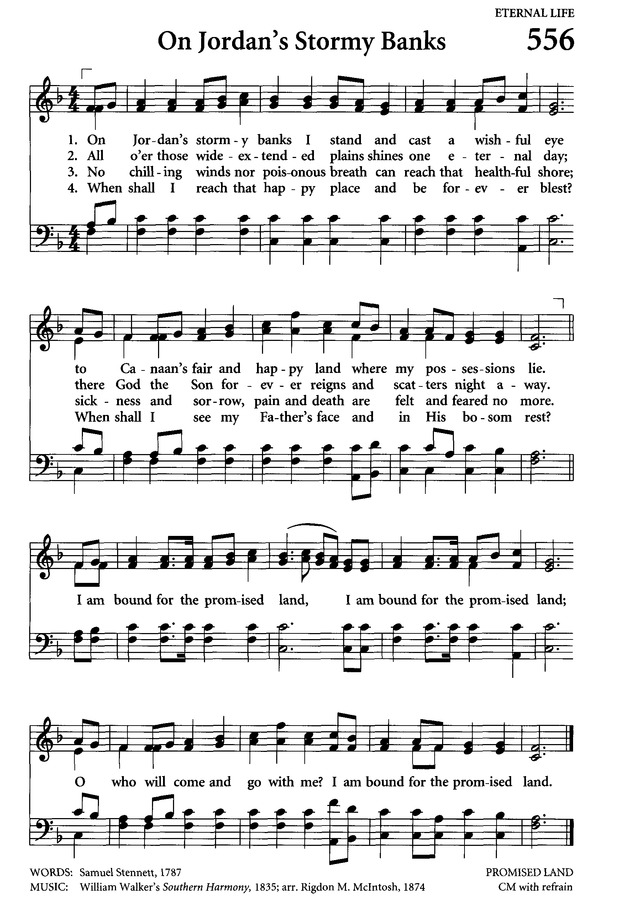 ETERNAL LIFE
On Jordan's Stormy Banks 556
4 4
1. On Jor-dan's storm-y banks I stand and cast a wish-ful eye
2. All o'er those wide-ex-tend-ed plains shines one e-ter-nal day;
3. No chill-ing winds nor poi-sonous breath can reach that health-ful shore;
4. When shall I reach that hap-py place and be for-ev-er blest?
4 4
to Ca-naan's fair and hap-py land where my pos-ses-sions lie.
there God the Son for-ev-er reigns and scat-ters night a-way.
sick-ness and sor-row, pain and death are felt and feared no more.
When shall I see my Fa-ther's face and in His bo-som rest?
I am bound for the prom-ised land, I am bound for the prom-ised land;
O who will come and go with me? I am bound for the prom-ised land.
WORDS: Samuel Stennett, 1787 PROMISED LAND
MUSIC: William Walker's Southern Harmony, 1835; arr. Rigdon M. McIntosh, 1874 CM with refrain